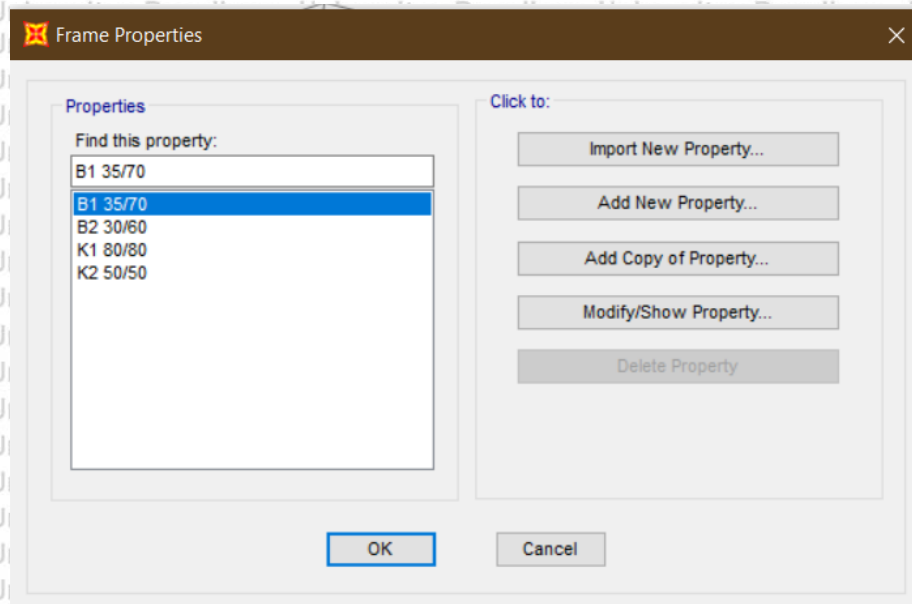 Frame Properties
Properties
Find this property:
B1 35/70
B1 35/70
B2 30/60
K1 80/80
K2 50/50
Click to:
Import New Property...
Add New Property...
Add Copy of Property...
Modify/Show Property...
Delete Property
OK
Cancel